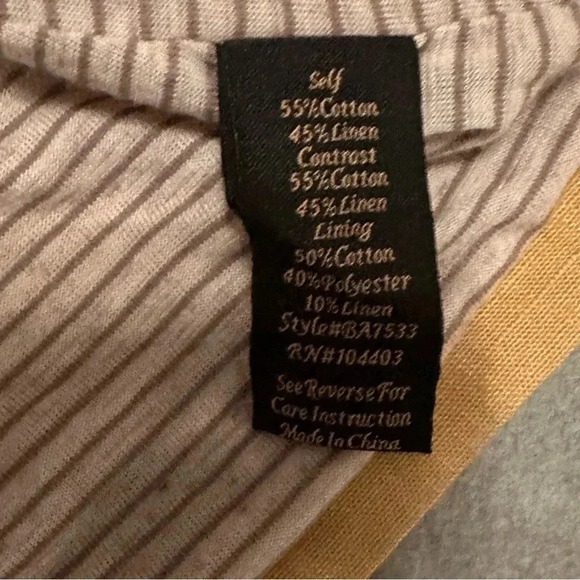 Self
55%Cotton
45%Linen
Contrast
55%Cotton
45%Linen
Lining
50%Cotton
40%Polyester
10%Linen
Style#BA7533
RN#104403
See Reverse For
Care Instruction
Made In China